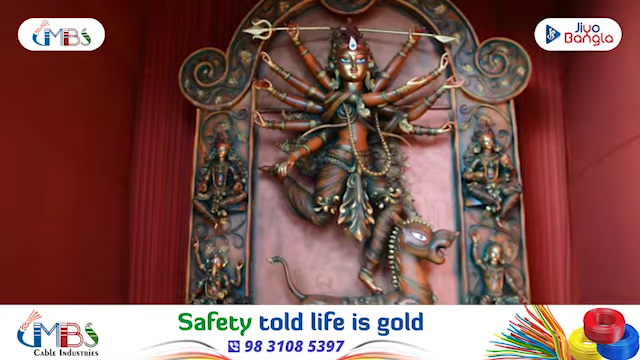 MBS
Jiyo
Bangla
MBS
Cable Industries
Safety told life is gold
98 3108 5397